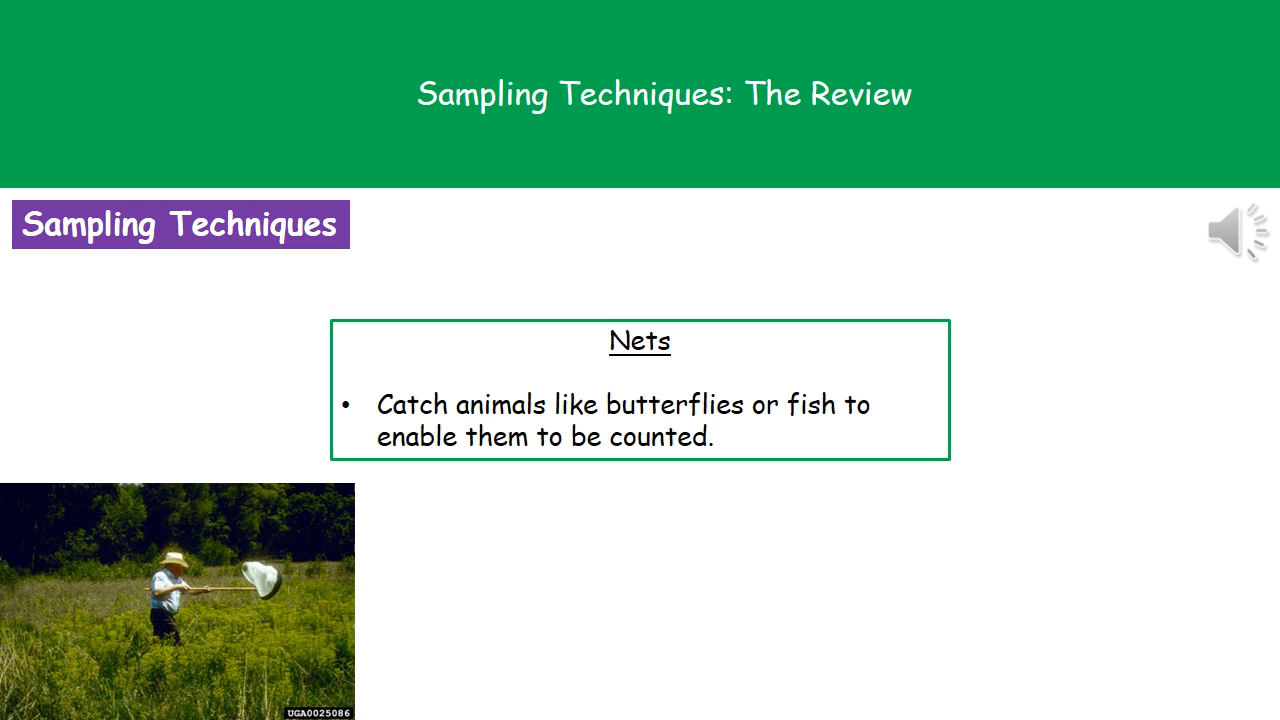 Sampling Techniques: The Review
Sampling Techniques
Nets
• Catch animals like butterflies or fish to
enable them to be counted.
UGA0025086